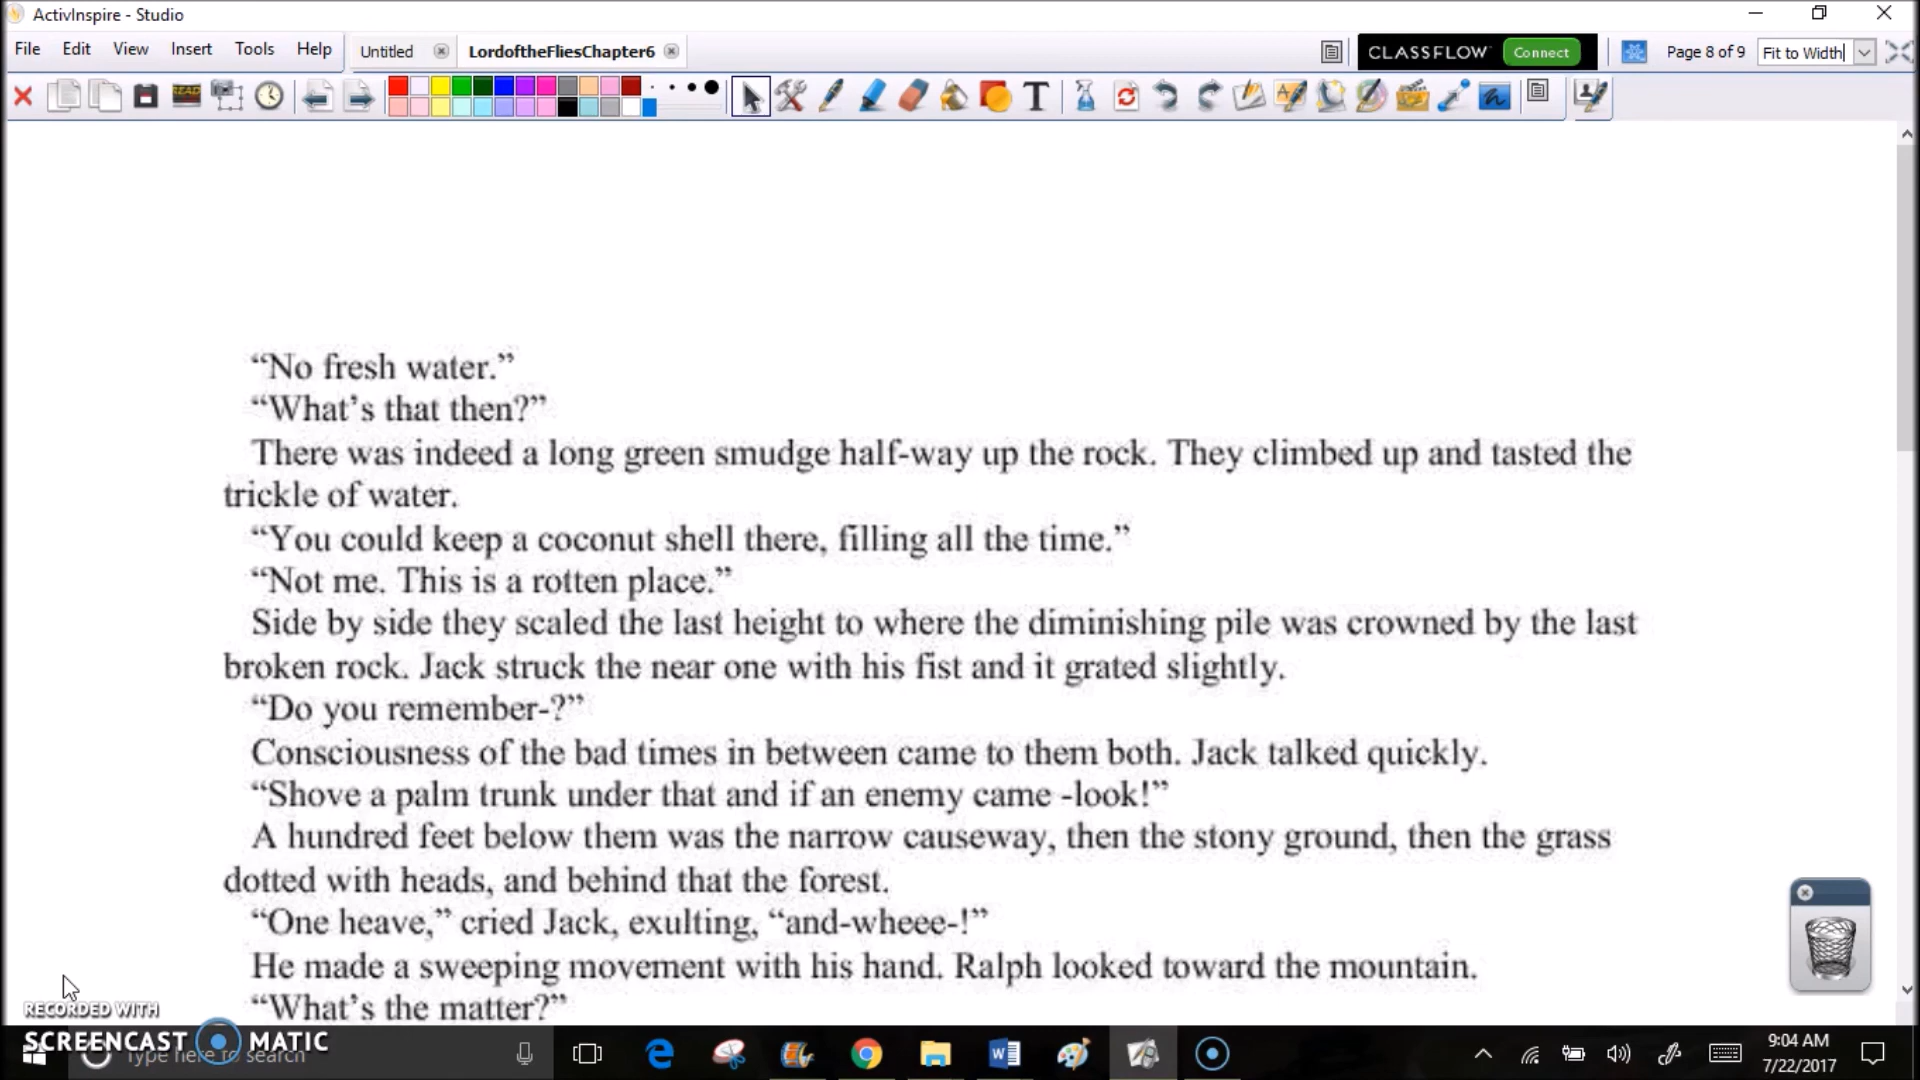 ActivInspire - Studio
File Edit View Insert Tools Help Untitled LordoftheFliesChapter6 CLASSFLOW Connect Page 8 of 9 Fit to Width
“No fresh water.”
“What’s that then?”
There was indeed a long green smudge half-way up the rock. They climbed up and tasted the
trickle of water.
“You could keep a coconut shell there, filling all the time.”
“Not me. This is a rotten place.”
Side by side they scaled the last height to where the diminishing pile was crowned by the last
broken rock. Jack struck the near one with his fist and it grated slightly.
“Do you remember-?”
Consciousness of the bad times in between came to them both. Jack talked quickly.
“Shove a palm trunk under that and if an enemy came -look!”
A hundred feet below them was the narrow causeway, then the stony ground, then the grass
dotted with heads, and behind that the forest.
“One heave,” cried Jack, exulting, “and-wheee-!”
He made a sweeping movement with his hand. Ralph looked toward the mountain.
“What’s the matter?”
RECORDED WITH
SCREENCAST MATIC
Type here to search
9:04 AM
7/22/2017